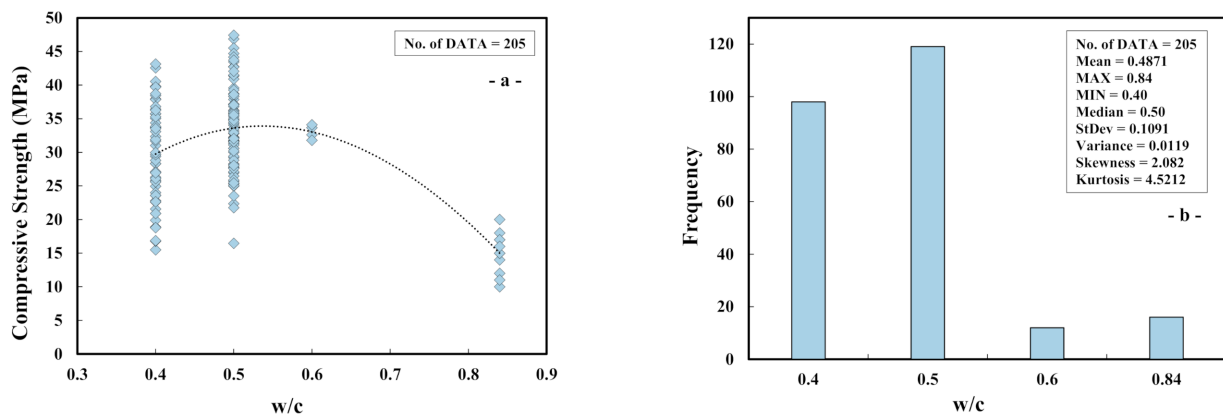 50
45
40
35
30
25
20
15
10
5
0
Compressive Strength (MPa)
No. of DATA = 205
- a -
0.3 0.4 0.5 0.6 0.7 0.8 0.9
w/c
120
100
80
60
40
20
0
Frequency
No. of DATA = 205
Mean = 0.4871
MAX = 0.84
MIN = 0.40
Median = 0.50
StDev = 0.1091
Variance = 0.0119
Skewness = 2.082
Kurtosis = 4.5212
- b -
0.4 0.5 0.6 0.84
w/c